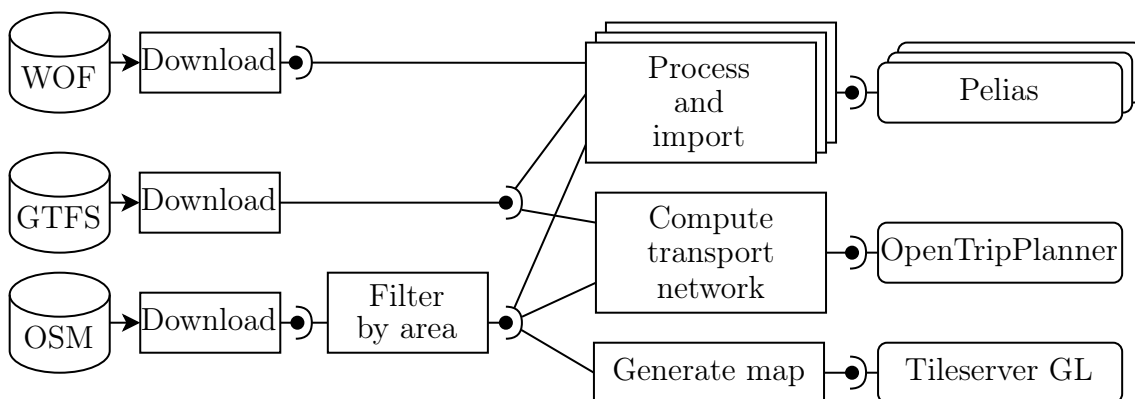 WOF
Download
Process
and
import
Pelias
GTFS
Download
Compute
transport
network
OpenTripPlanner
OSM
Download
Filter
by area
Generate map
Tileserver GL